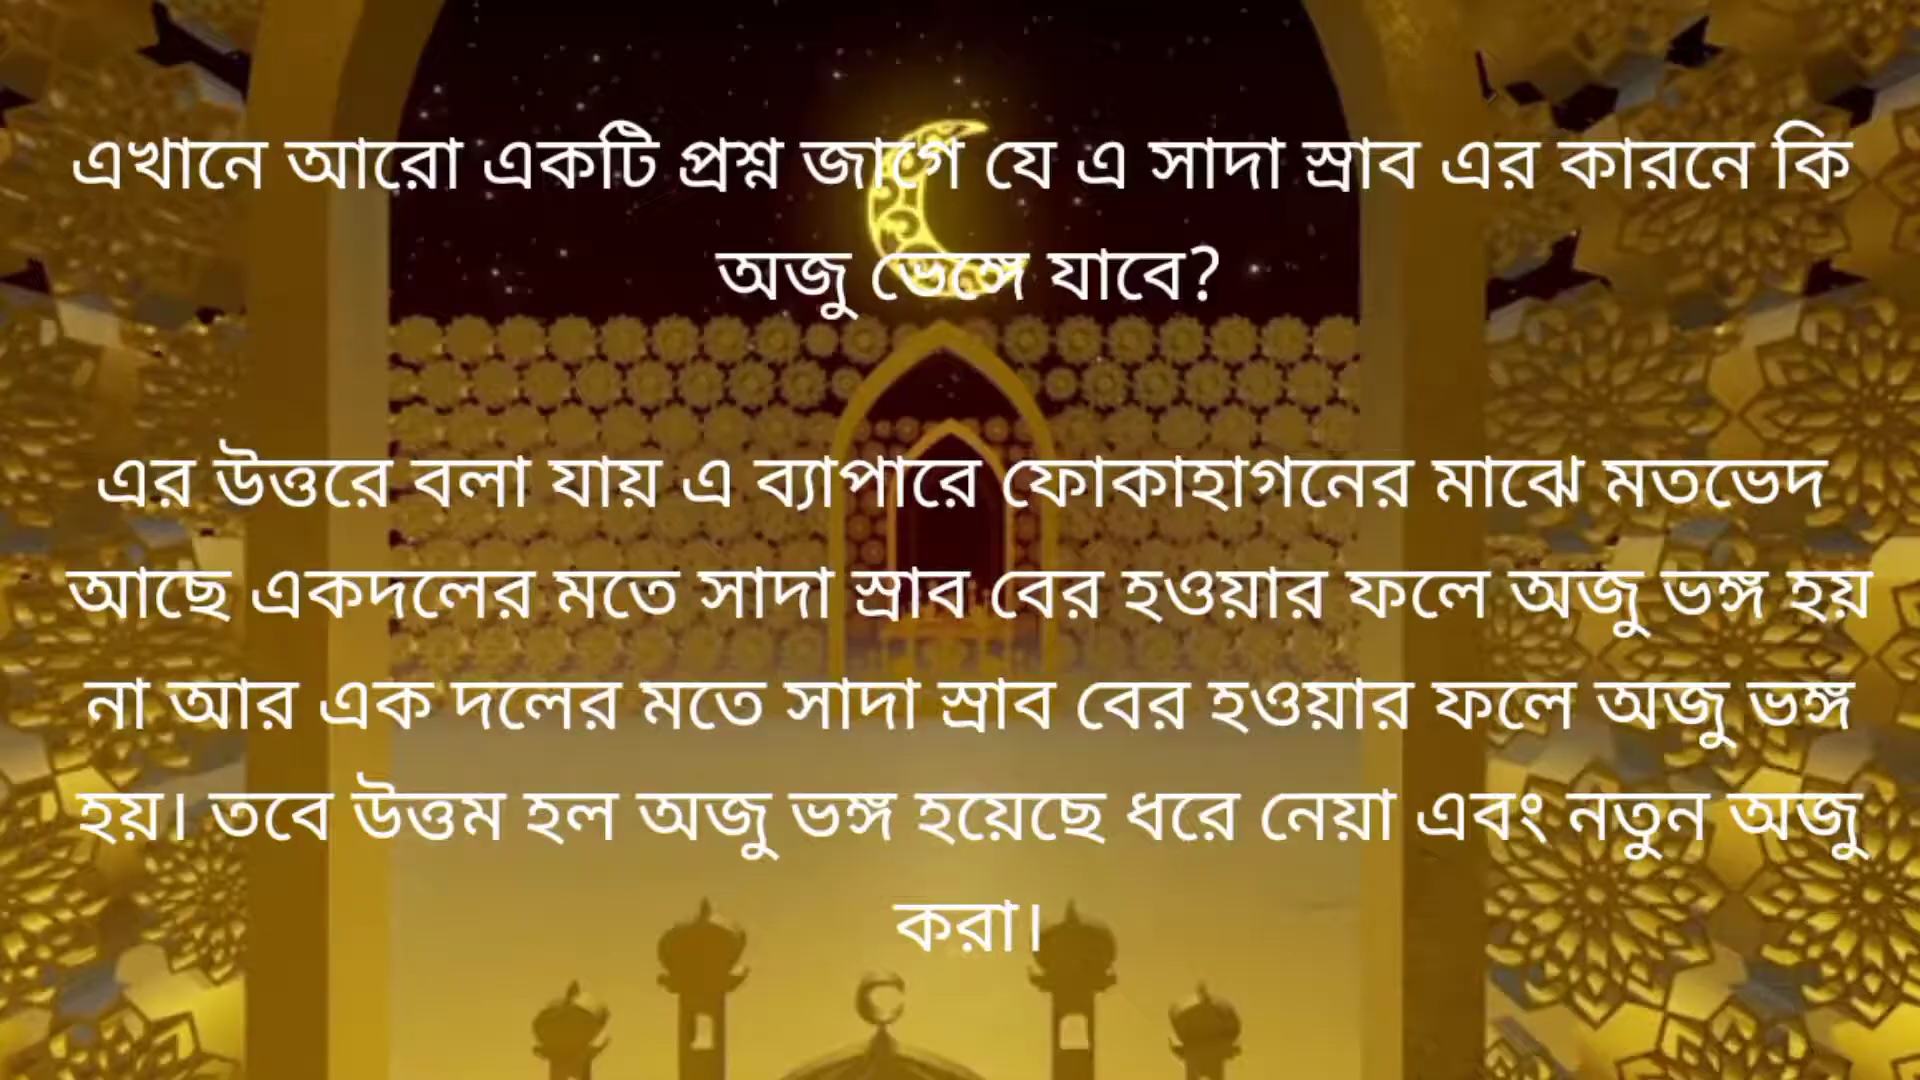 এখানে আরো একটি প্রশ্ন জাগে যে এ সাদা স্রাব এর কারনে কি
অজু ভেঙ্গে যাবে?
এর উত্তরে বলা যায় এ ব্যাপারে ফোকাহাগনের মাঝে মতভেদ
আছে একদলের মতে সাদা স্রাব বের হওয়ার ফলে অজু ভঙ্গ হয়
না আর এক দলের মতে সাদা স্রাব বের হওয়ার ফলে অজু ভঙ্গ
হয়। তবে উত্তম হল অজু ভঙ্গ হয়েছে ধরে নেয়া এবং নতুন অজু
করা।